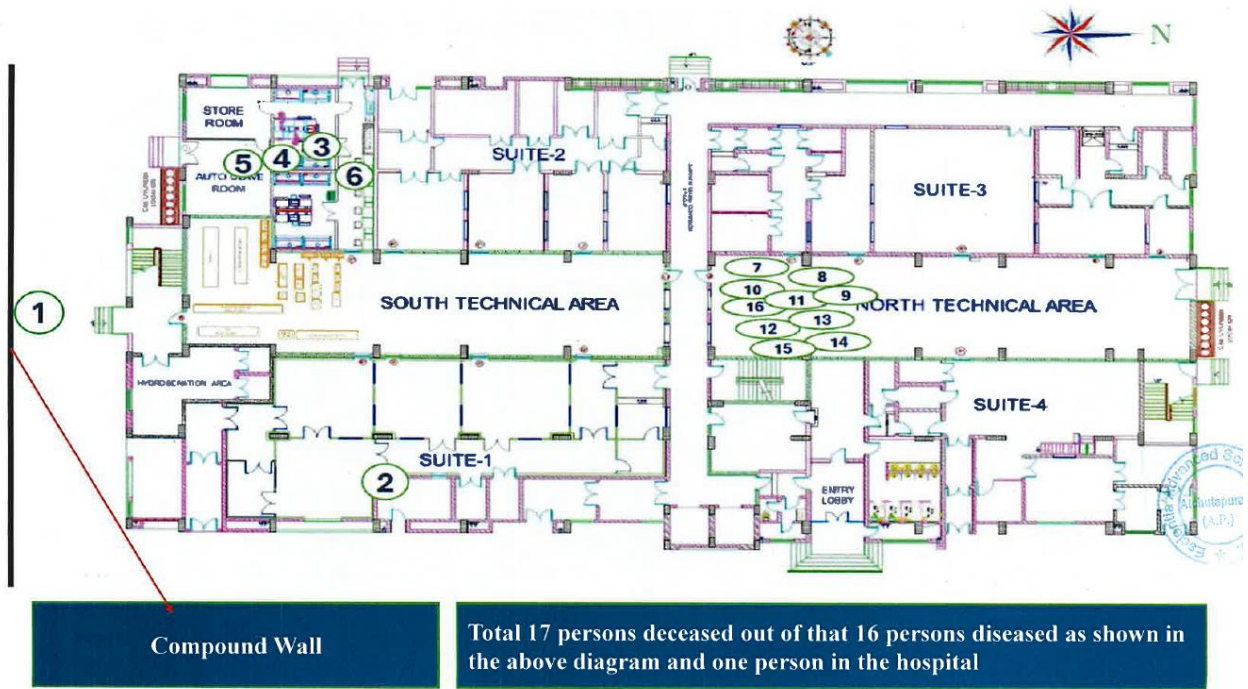 N
STORE
ROOM
5
4
3
6
AUTO
ROOM
SUITE-2
SUITE-3
1
SOUTH TECHNICAL AREA
7
8
10
11
9
16
NORTH TECHNICAL AREA
12
13
15
14
HYDROGENATION AREA
SUITE-1
2
SUITE-4
ENTRY
LOBBY
(A.P.)
Compound Wall
Total 17 persons deceased out of that 16 persons diseased as shown in
the above diagram and one person in the hospital